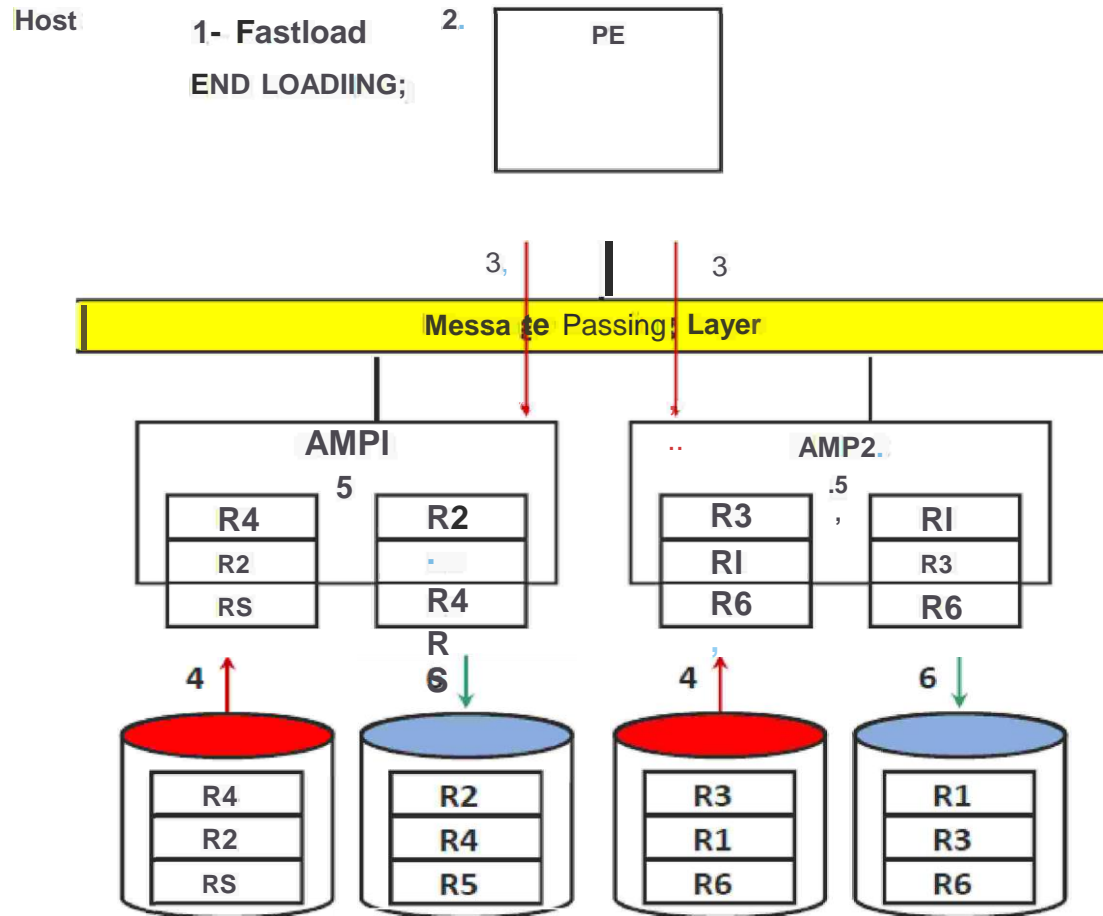 Host
1- Fastload
END LOADIING;
2.
PE
3,
3
Message Passing Layer
AMPI
5
AMP2.
.5
,
R4
R2
RS
R2
R4
R
S
R3
RI
R6
RI
R3
R6
4
6
4
6
R4
R2
RS
R2
R4
R5
R3
R1
R6
R1
R3
R6